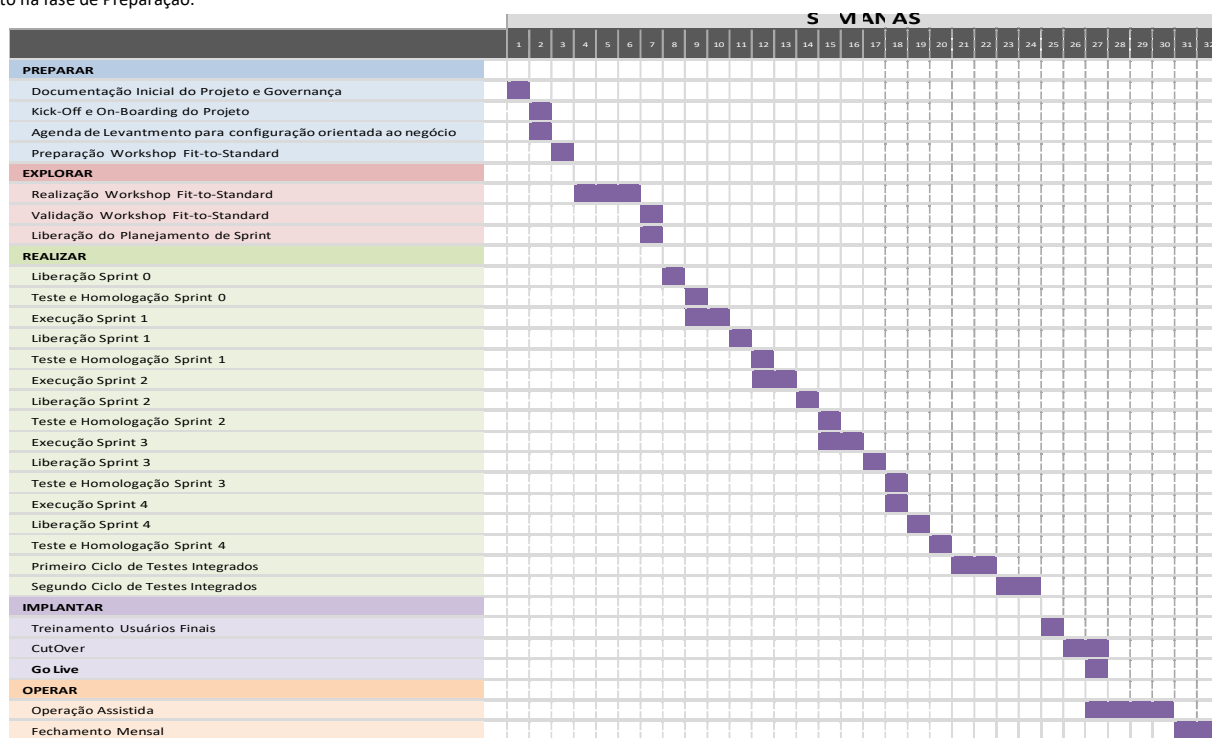 to na fase de Preparação.
S MANAS
1 2 3 4 5 6 7 8 9 10 11 12 13 14 15 16 17 18 19 20 21 22 23 24 25 26 27 28 29 30 31 32
PREPARAR
Documentação Inicial do Projeto e Governança
Kick-Off e On-Boarding do Projeto
Agenda de Levantmento para configuração orientada ao negócio
Preparação Workshop Fit-to-Standard
EXPLORAR
Realização Workshop Fit-to-Standard
Validação Workshop Fit-to-Standard
Liberação do Planejamento de Sprint
REALIZAR
Liberação Sprint 0
Teste e Homologação Sprint 0
Execução Sprint 1
Liberação Sprint 1
Teste e Homologação Sprint 1
Execução Sprint 2
Liberação Sprint 2
Teste e Homologação Sprint 2
Execução Sprint 3
Liberação Sprint 3
Teste e Homologação Sprint 3
Execução Sprint 4
Liberação Sprint 4
Teste e Homologação Sprint 4
Primeiro Ciclo de Testes Integrados
Segundo Ciclo de Testes Integrados
IMPLANTAR
Treinamento Usuários Finais
CutOver
Go Live
OPERAR
Operação Assistida
Fechamento Mensal